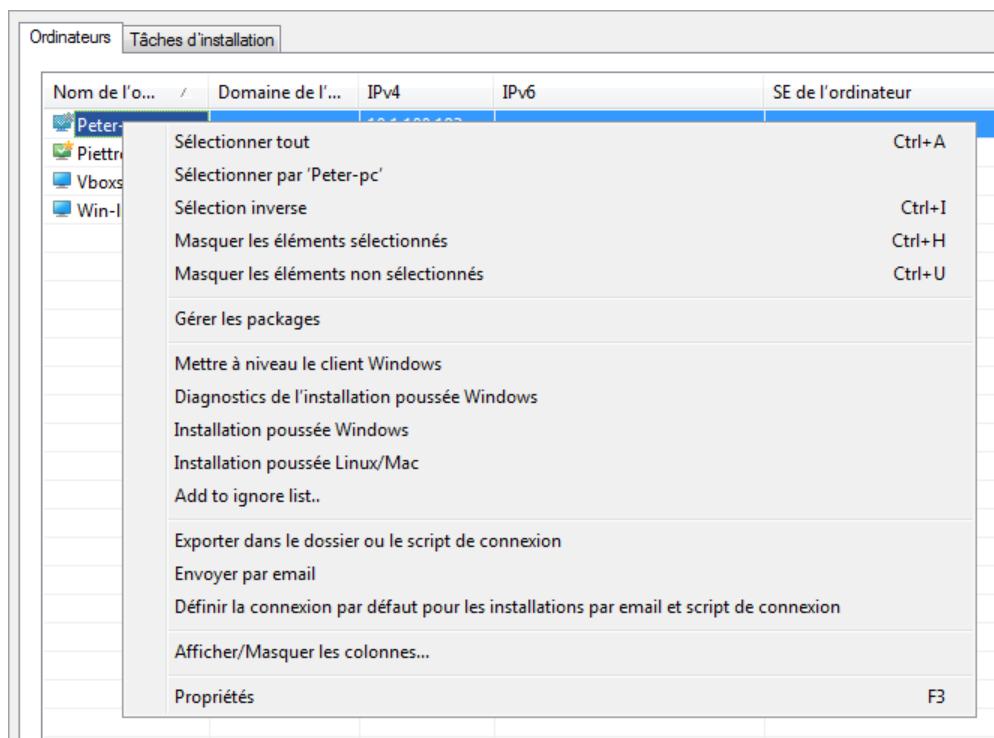 Ordinateurs
Tâches d'installation
Nom de l'o... Domaine de l'... IPv4 IPv6 SE de l'ordinateur
Peter-
Sélectionner tout Ctrl+A
Sélectionner par 'Peter-pc'
Sélection inverse Ctrl+I
Masquer les éléments sélectionnés Ctrl+H
Masquer les éléments non sélectionnés Ctrl+U
Gérer les packages
Mettre à niveau le client Windows
Diagnostics de l'installation poussée Windows
Installation poussée Windows
Installation poussée Linux/Mac
Add to ignore list..
Exporter dans le dossier ou le script de connexion
Envoyer par email
Définir la connexion par défaut pour les installations par email et script de connexion
Afficher/Masquer les colonnes...
Propriétés F3
Piettr
Vboxs
Win-l